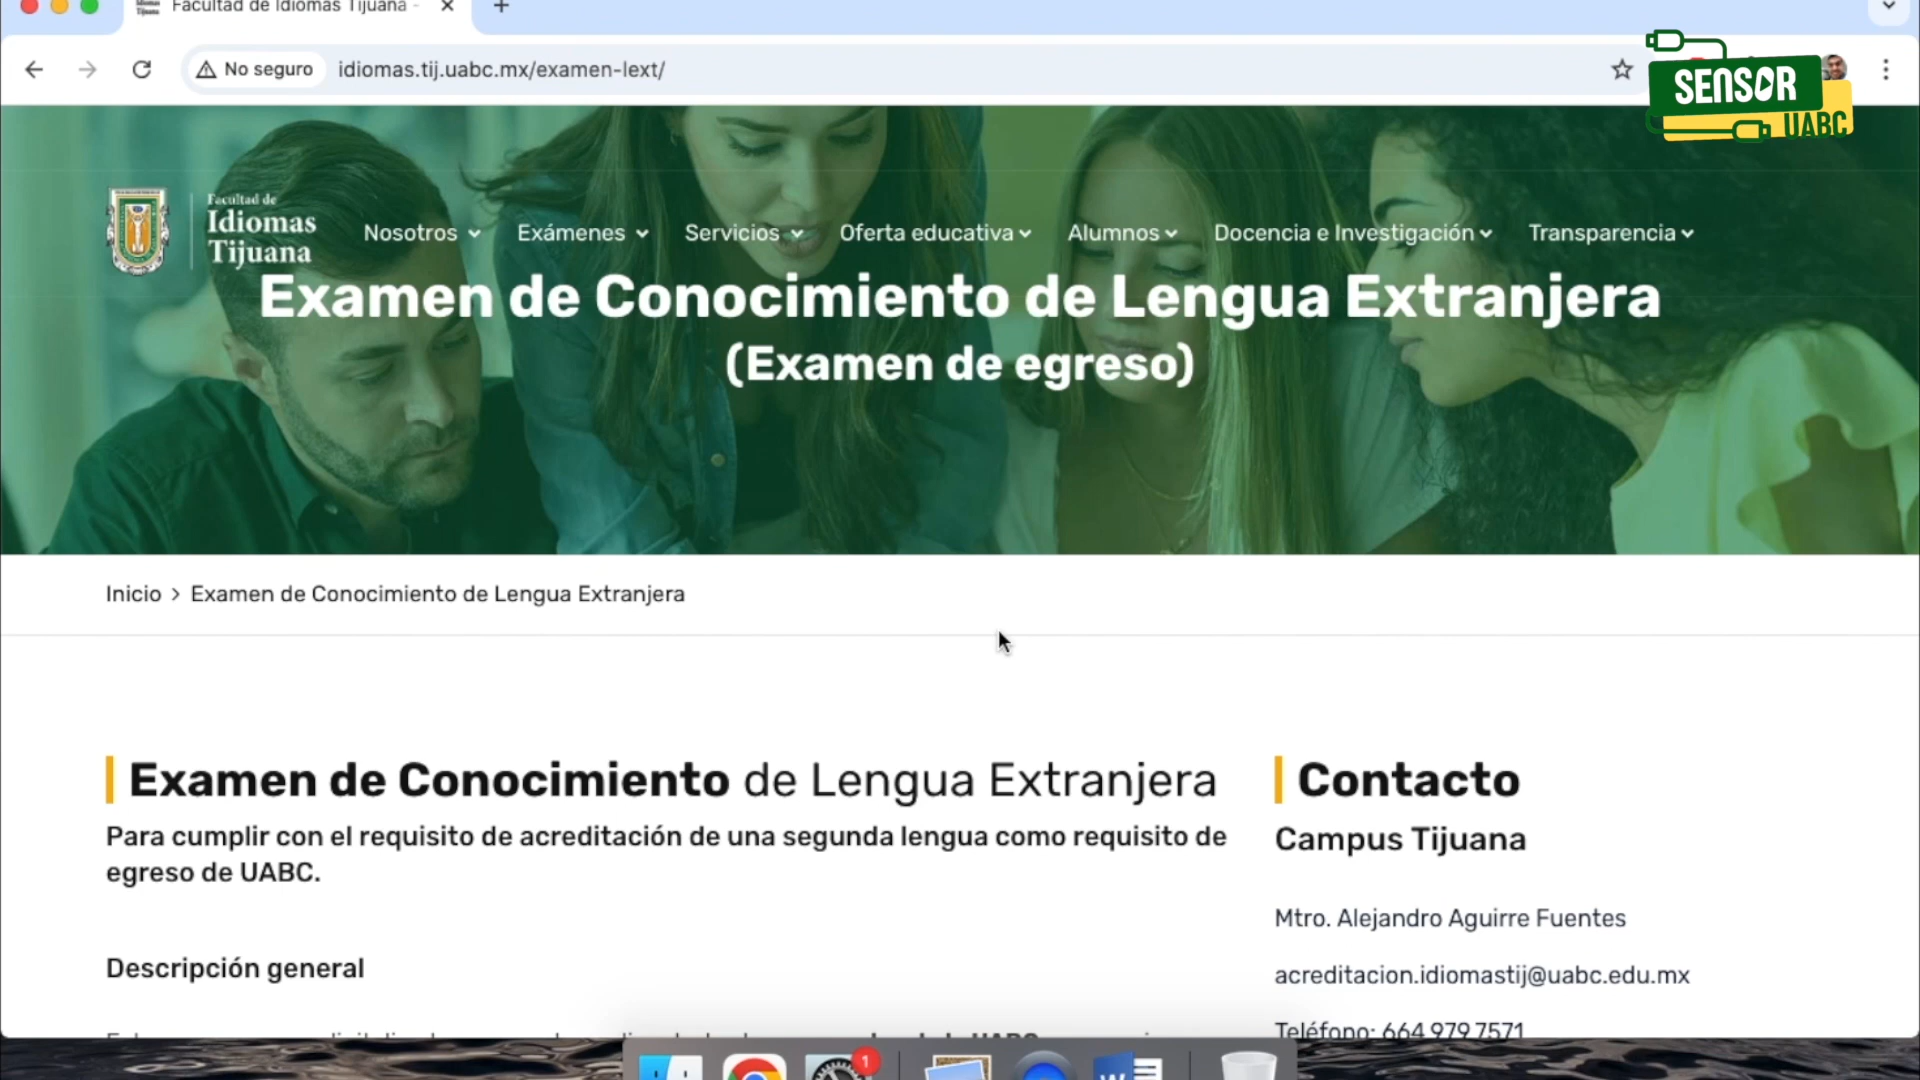 Facultad de Idiomas Tijuana -
No seguro
idiomas.tij.uabc.mx/examen-lext/
SENSOR
UABC
Facultad de
Idiomas
Tijuana
Nosotros
Exámenes
Servicios
Oferta educativa
Alumnos
Docencia e Investigación
Transparencia
Examen de Conocimiento de Lengua Extranjera
(Examen de egreso)
Inicio > Examen de Conocimiento de Lengua Extranjera
Examen de Conocimiento de Lengua Extranjera
Para cumplir con el requisito de acreditación de una segunda lengua como requisito de
egreso de UABC.
Descripción general
Contacto
Campus Tijuana
Mtro. Alejandro Aguirre Fuentes
acreditacion.idiomastij@uabc.edu.mx
Teléfono: 664 979 7571
1
W